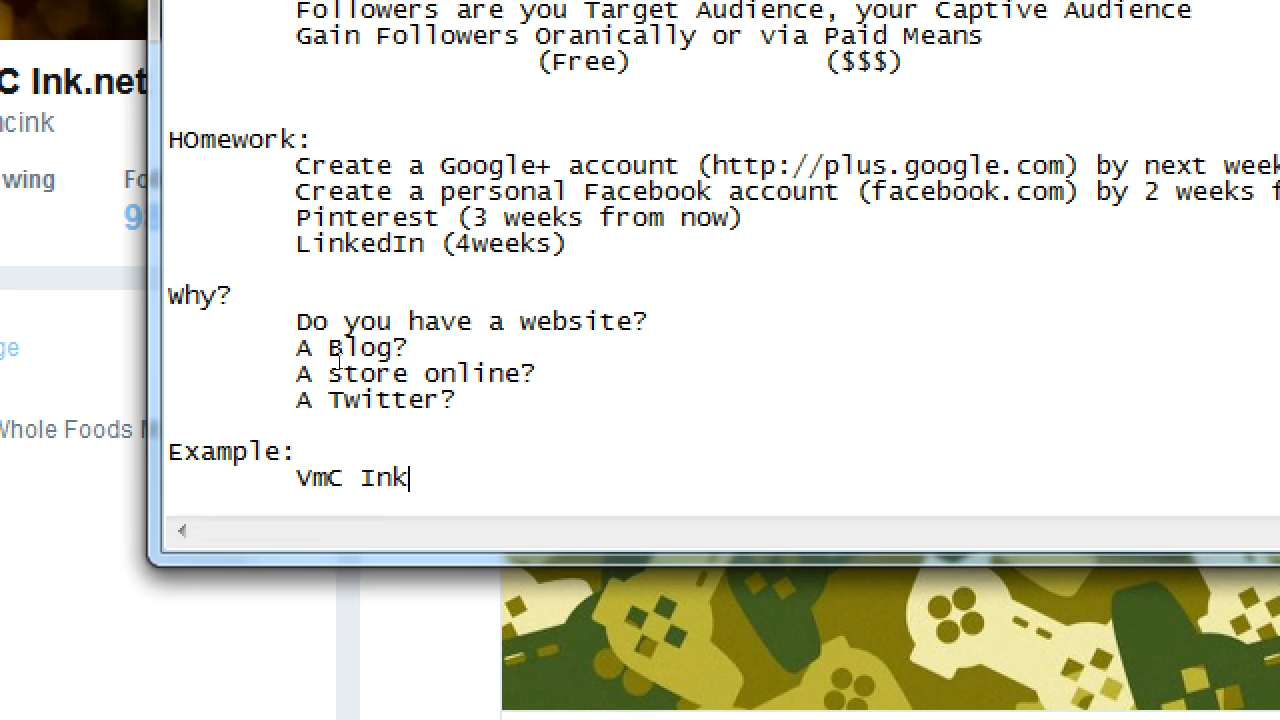 Followers are you Target Audience, your Captive Audience
Gain Followers Oranically or via Paid Means
(Free) ($$$)
HOmework:
Create a Google+ account (http://plus.google.com) by next week
Create a personal Facebook account (facebook.com) by 2 weeks
Pinterest (3 weeks from now)
LinkedIn (4weeks)
Why?
Do you have a website?
A Blog?
A store online?
A Twitter?
Example:
VmC Ink
C Ink.net
cink
wing
9
ge
Whole Foods